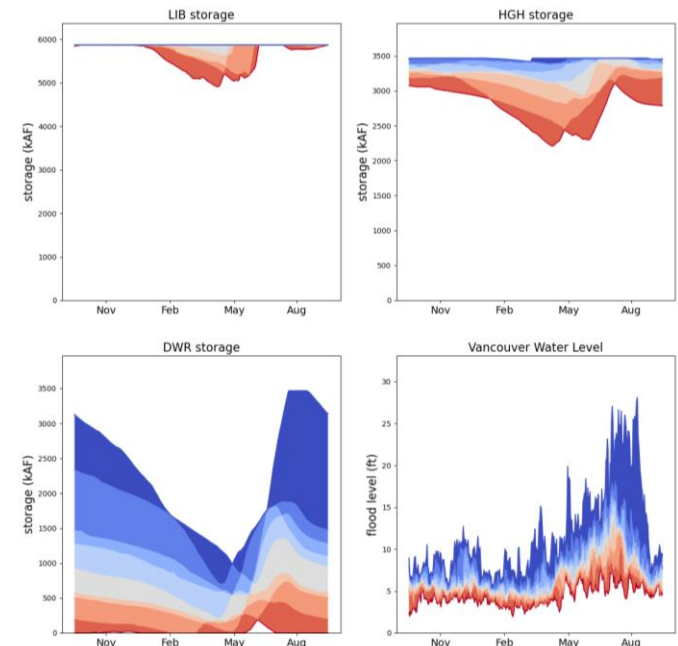 LIB storage
storage (kAF)
6000
5000
4000
3000
2000
1000
0
Nov Feb May Aug
HGH storage
storage (kAF)
3500
3000
2500
2000
1500
1000
500
0
Nov Feb May Aug
DWR storage
storage (kAF)
3500
3000
2500
2000
1500
1000
500
0
Nov Feb May Aug
Vancouver Water Level
flood level (ft)
30
25
20
15
10
5
0
Nov Feb May Aug